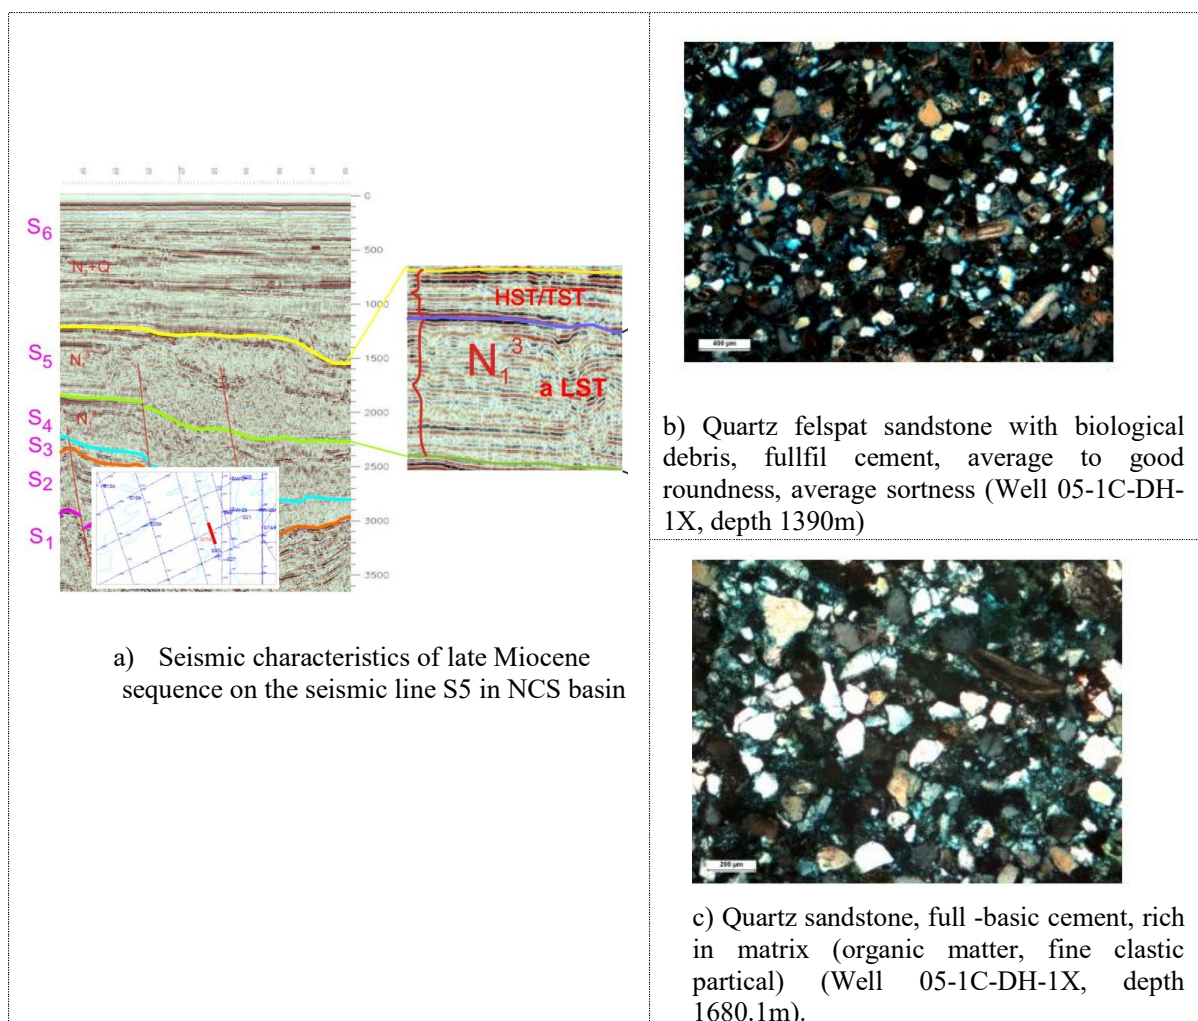 0
S6
500
N2+Q
1000
HST/TST
S5
N1 3
1500
N1 3
a LST
S4
2000
S3
2500
S2
3000
S1
3500
400 µm
a) Seismic characteristics of late Miocene
sequence on the seismic line S5 in NCS basin
b) Quartz felspat sandstone with biological
debris, fullfil cement, average to good
roundness, average sortness (Well 05-1C-DH-
1X, depth 1390m)
200 µm
c) Quartz sandstone, full -basic cement, rich
in matrix (organic matter, fine clastic
partical) (Well 05-1C-DH-1X, depth
1680.1m).